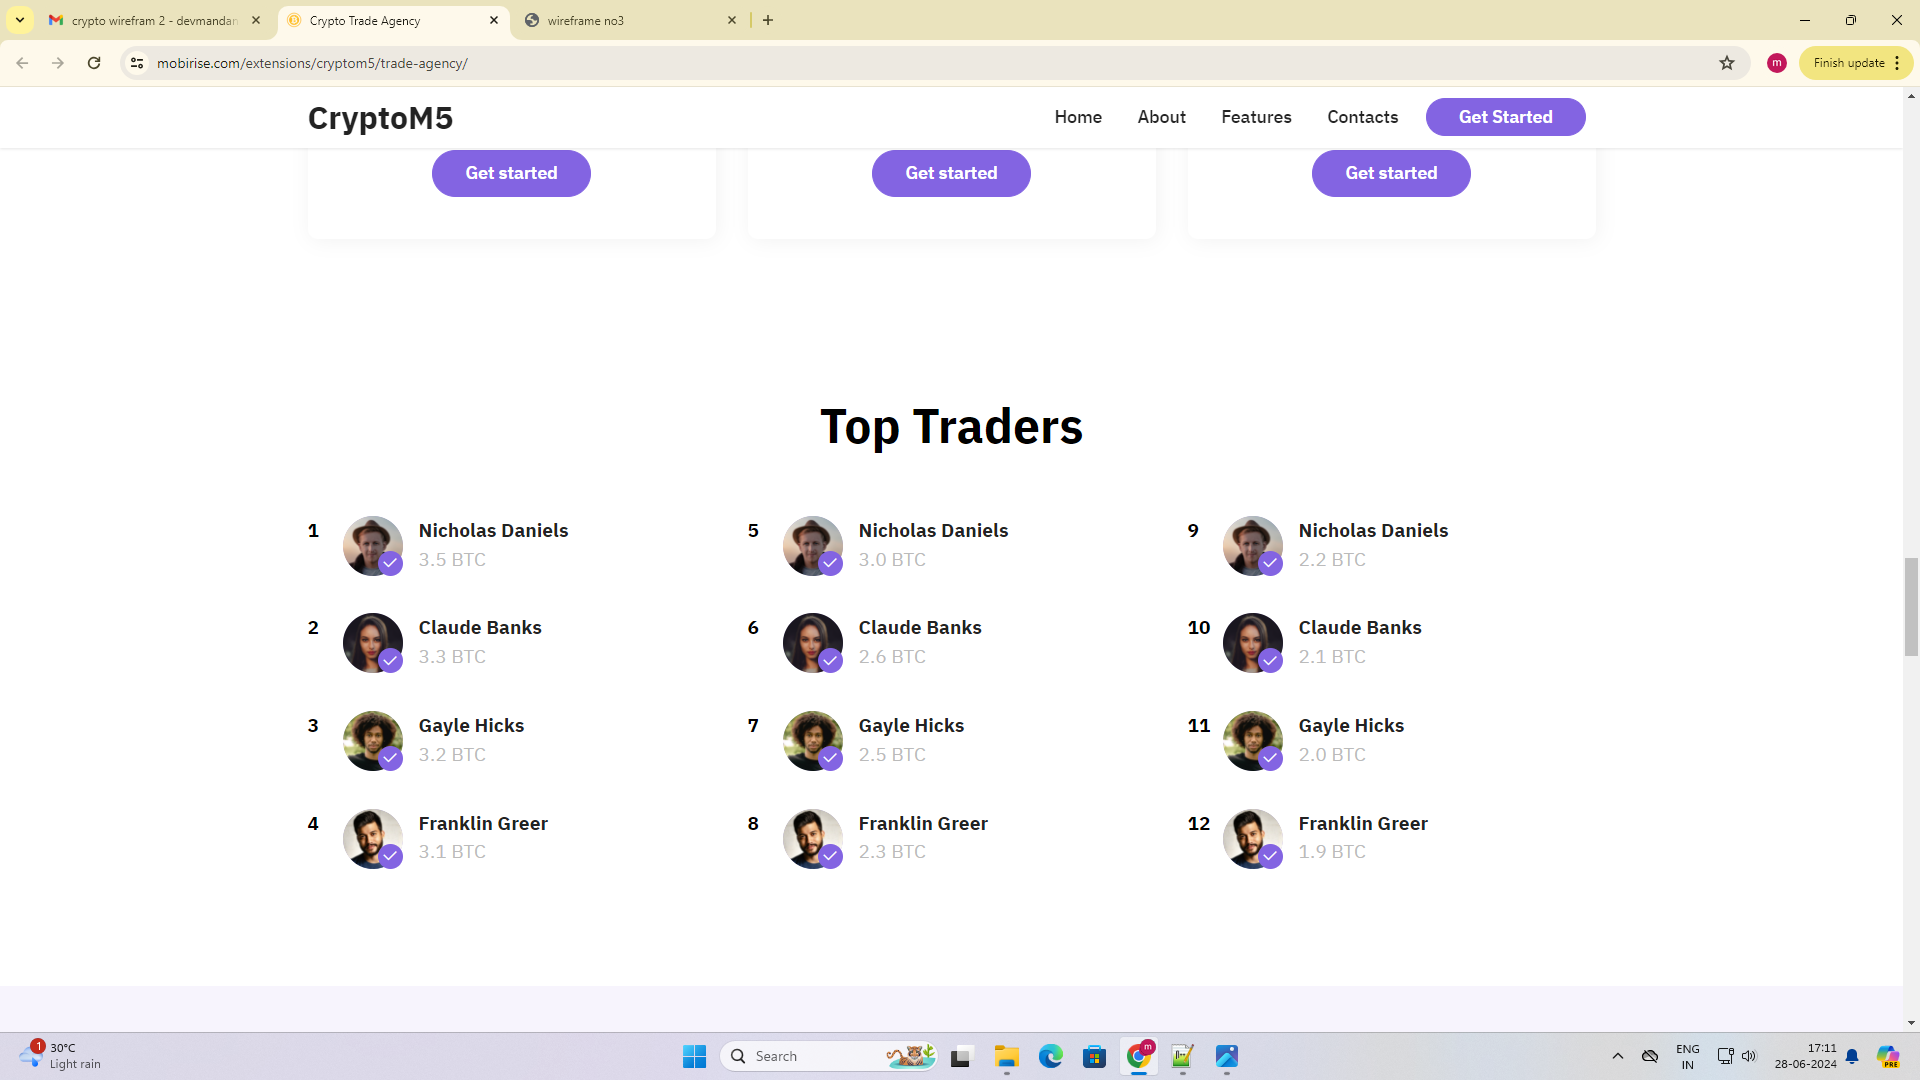 crypto wirefram 2 - devmandan
Crypto Trade Agency
wireframe no3
mobirise.com/extensions/cryptom5/trade-agency/
m
Finish update
CryptoM5
Home
About
Features
Contacts
Get Started
Get started
Get started
Get started
Top Traders
1
Nicholas Daniels
3.5 BTC
2
Claude Banks
3.3 BTC
3
Gayle Hicks
3.2 BTC
4
Franklin Greer
3.1 BTC
5
Nicholas Daniels
3.0 BTC
6
Claude Banks
2.6 BTC
7
Gayle Hicks
2.5 BTC
8
Franklin Greer
2.3 BTC
9
Nicholas Daniels
2.2 BTC
10
Claude Banks
2.1 BTC
11
Gayle Hicks
2.0 BTC
12
Franklin Greer
1.9 BTC
1
30°C
Light rain
Search
m
ENG
IN
17:11
28-06-2024
PRE